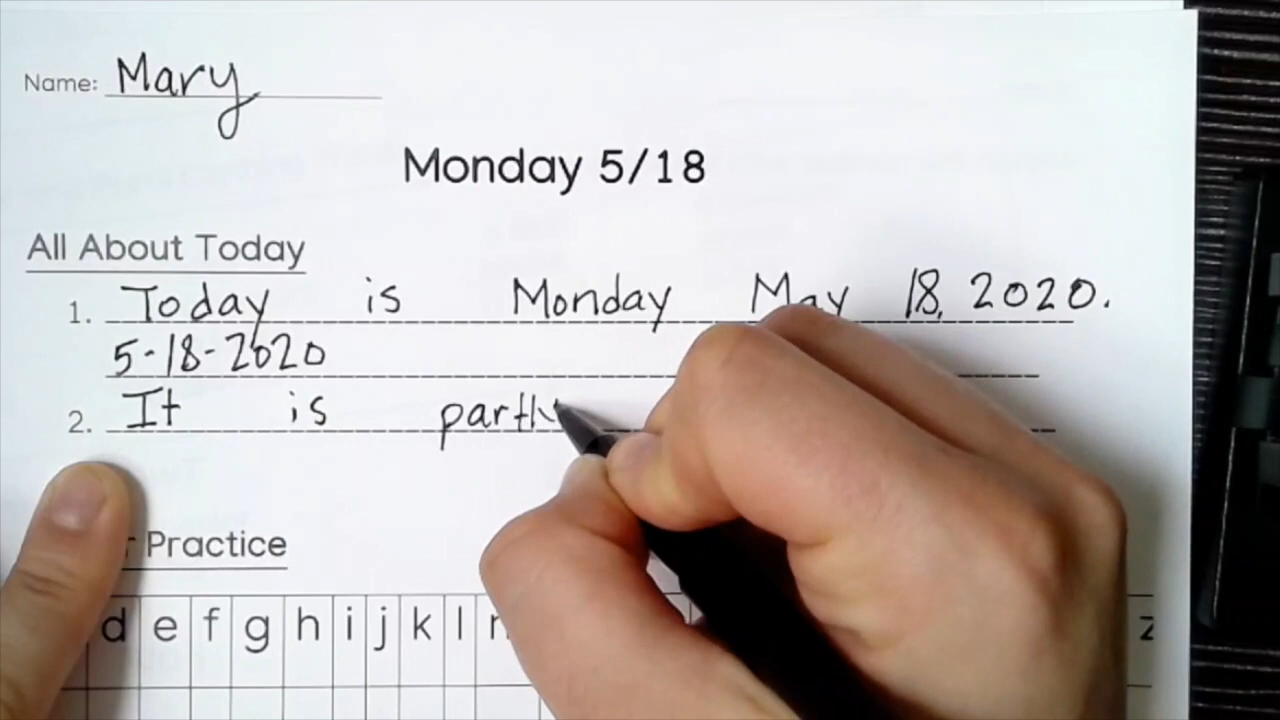 Name: Mary
Monday 5/18
All About Today
1. Today is Monday May 18, 2020.
5-18-2020
2. It is partly
Practice
d e f g h i j k l z